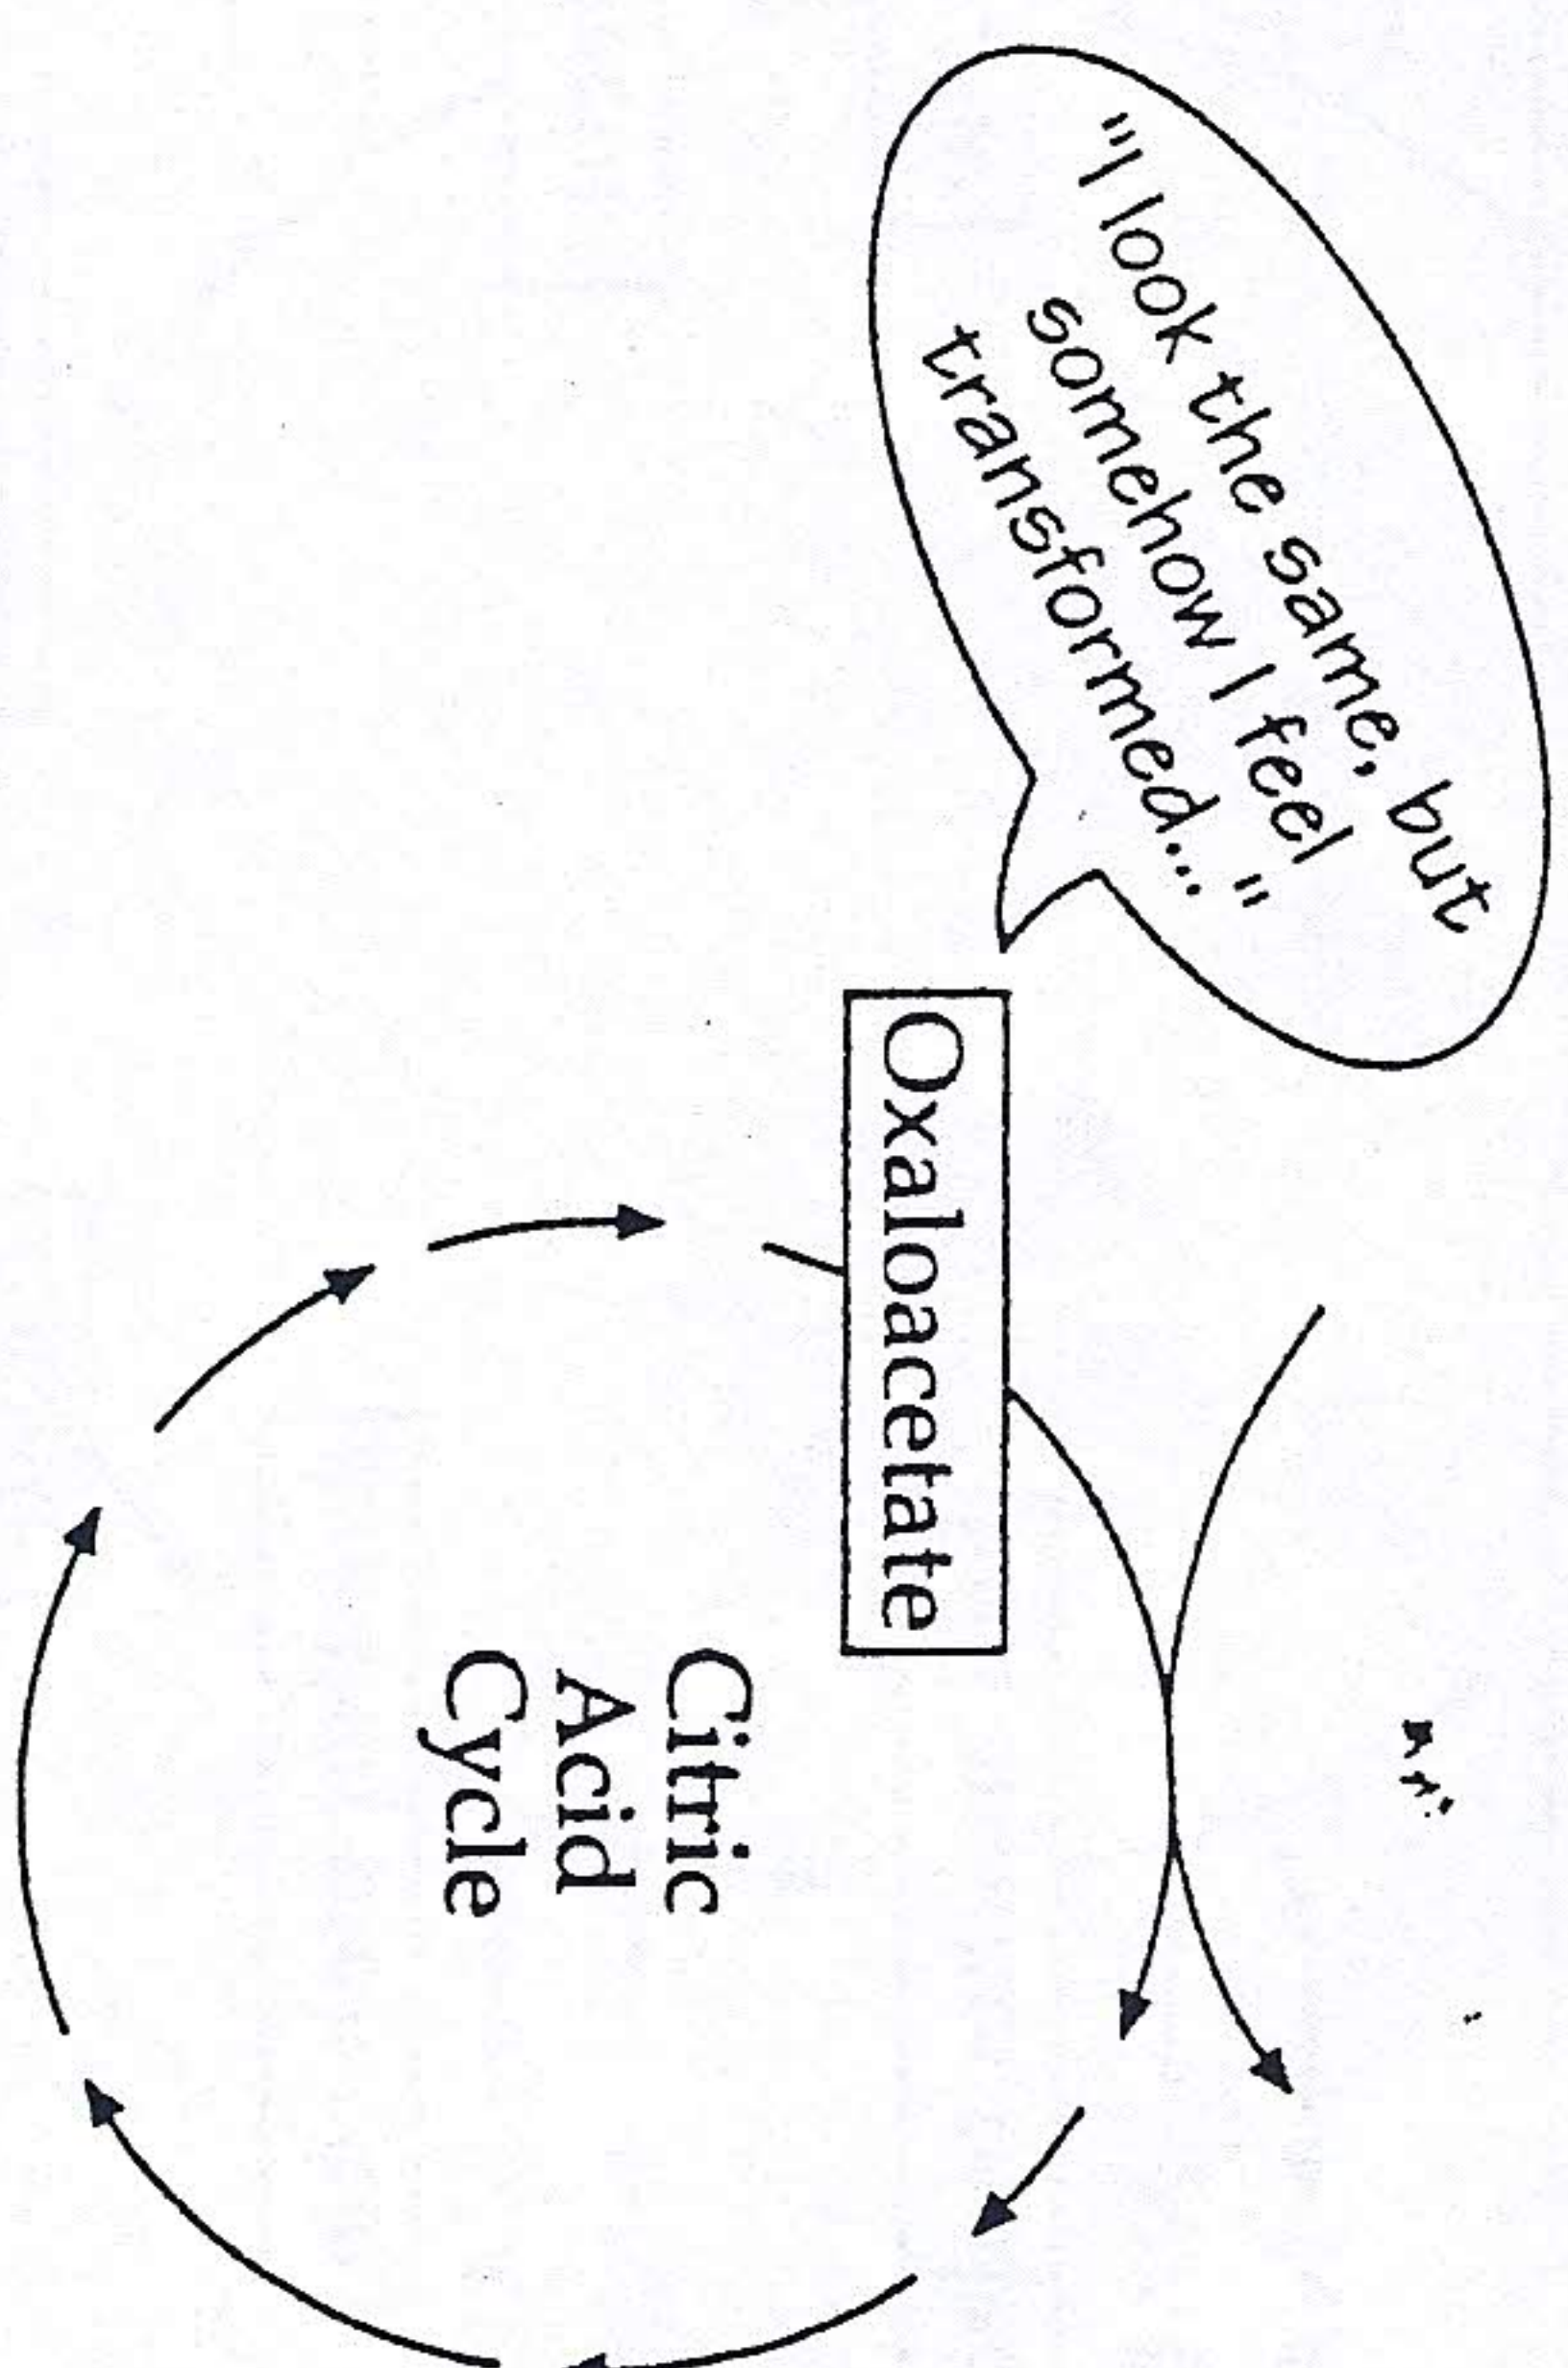 "I look the same, but
somehow I feel
transformed..."
Oxaloacetate
Citric
Acid
Cycle